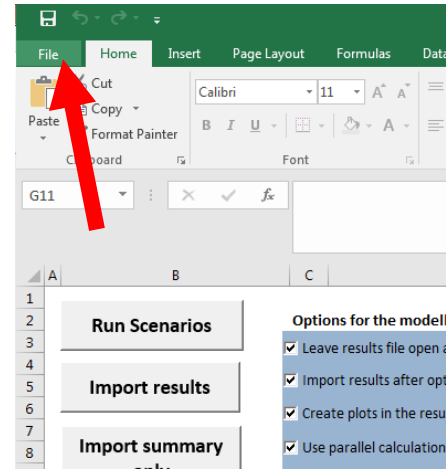 File Home Insert Page Layout Formulas Data
Cut
Calibri 11 A A
Copy
Paste
Format Painter
B I U A
Clipboard Font
G11 fx
A B C
1
2 Run Scenarios Options for the modell
3 Leave results file open a
4
5 Import results Import results after opt
6 Create plots in the resu
7
8 Import summary Use parallel calculation
only